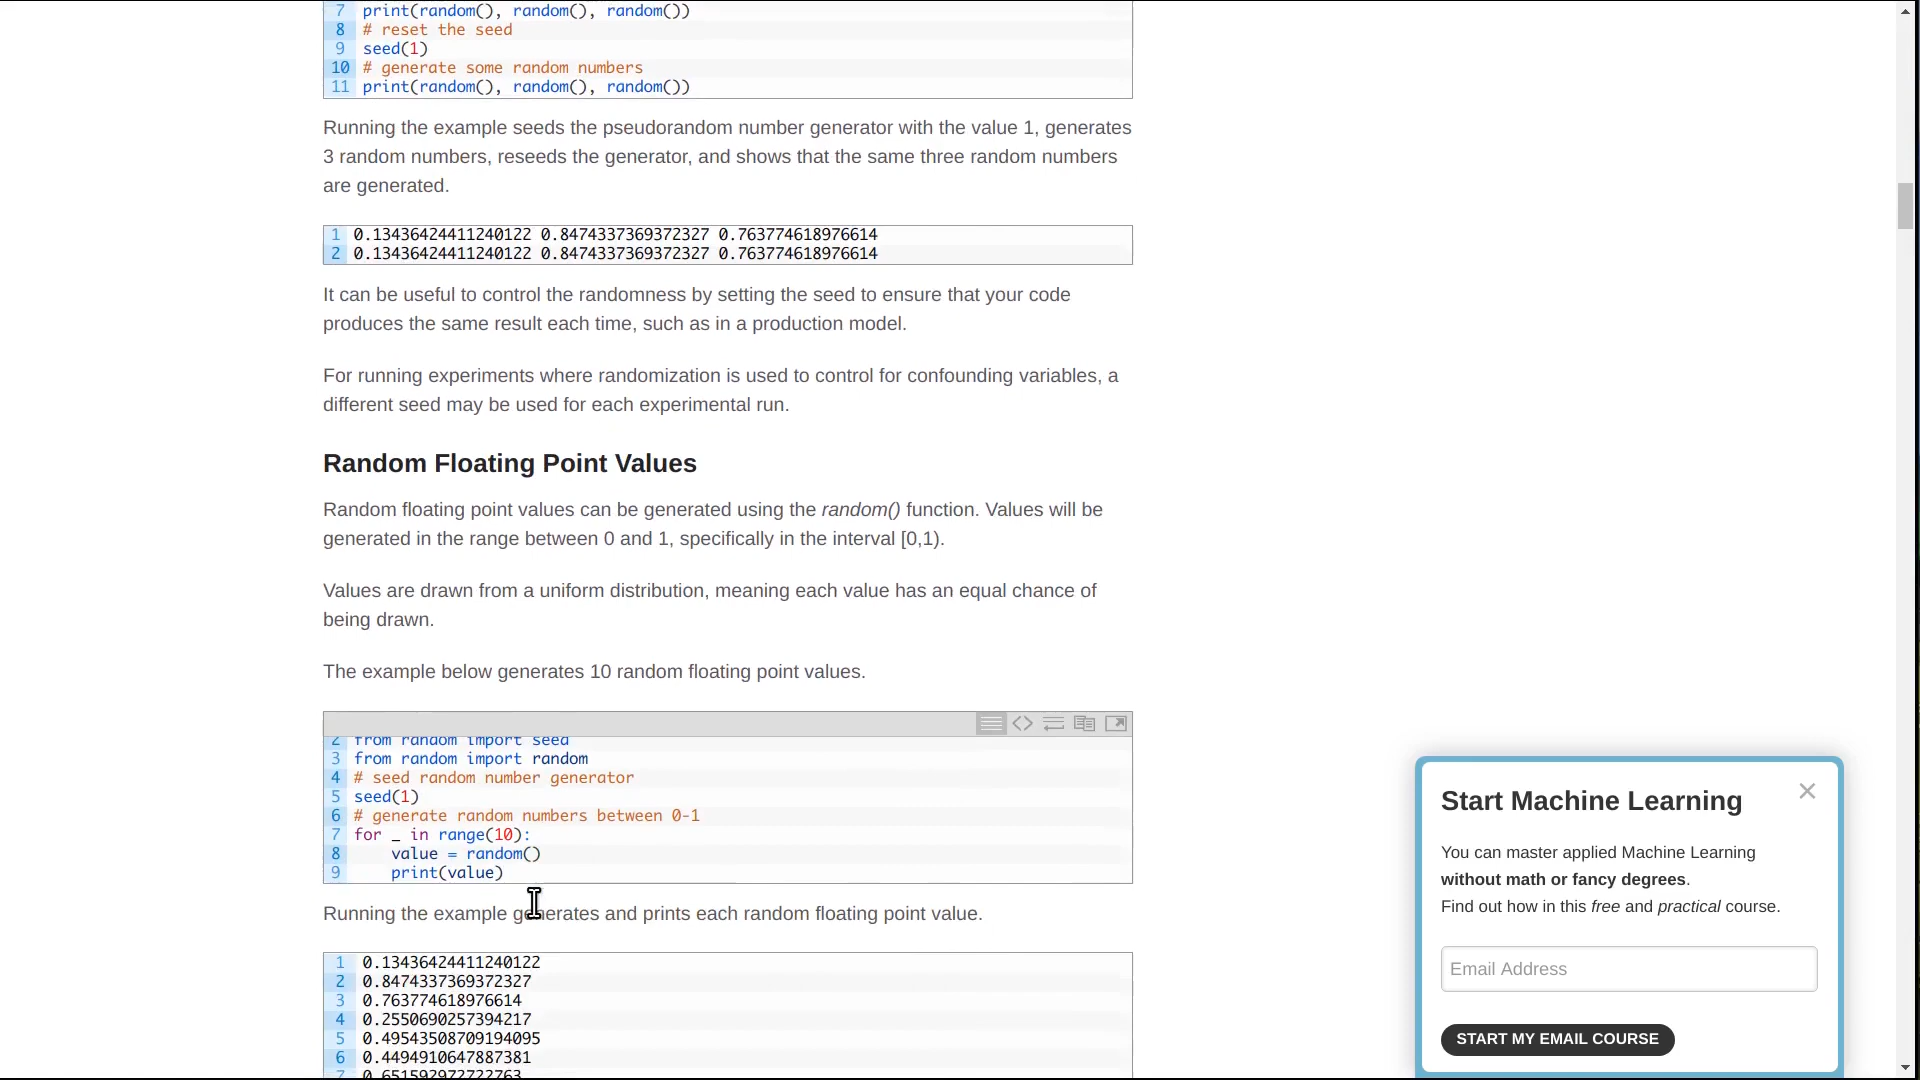 7 print(random(), random(), random())
8 # reset the seed
9 seed(1)
10 # generate some random numbers
11 print(random(), random(), random())
Running the example seeds the pseudorandom number generator with the value 1, generates
3 random numbers, reseeds the generator, and shows that the same three random numbers
are generated.
1 0.13436424411240122 0.8474337369372327 0.763774618976614
2 0.13436424411240122 0.8474337369372327 0.763774618976614
It can be useful to control the randomness by setting the seed to ensure that your code
produces the same result each time, such as in a production model.
For running experiments where randomization is used to control for confounding variables, a
different seed may be used for each experimental run.
Random Floating Point Values
Random floating point values can be generated using the random() function. Values will be
generated in the range between 0 and 1, specifically in the interval [0,1).
Values are drawn from a uniform distribution, meaning each value has an equal chance of
being drawn.
The example below generates 10 random floating point values.
2 from random import seed
3 from random import random
4 # seed random number generator
5 seed(1)
6 # generate random numbers between 0-1
7 for _ in range(10):
8     value = random()
9     print(value)
Running the example generates and prints each random floating point value.
1 0.13436424411240122
2 0.8474337369372327
3 0.763774618976614
4 0.2550690257394217
5 0.49543508709194095
6 0.4494910647887381
7 0.651592972722763
Start Machine Learning
You can master applied Machine Learning
without math or fancy degrees.
Find out how in this free and practical course.
Email Address
START MY EMAIL COURSE